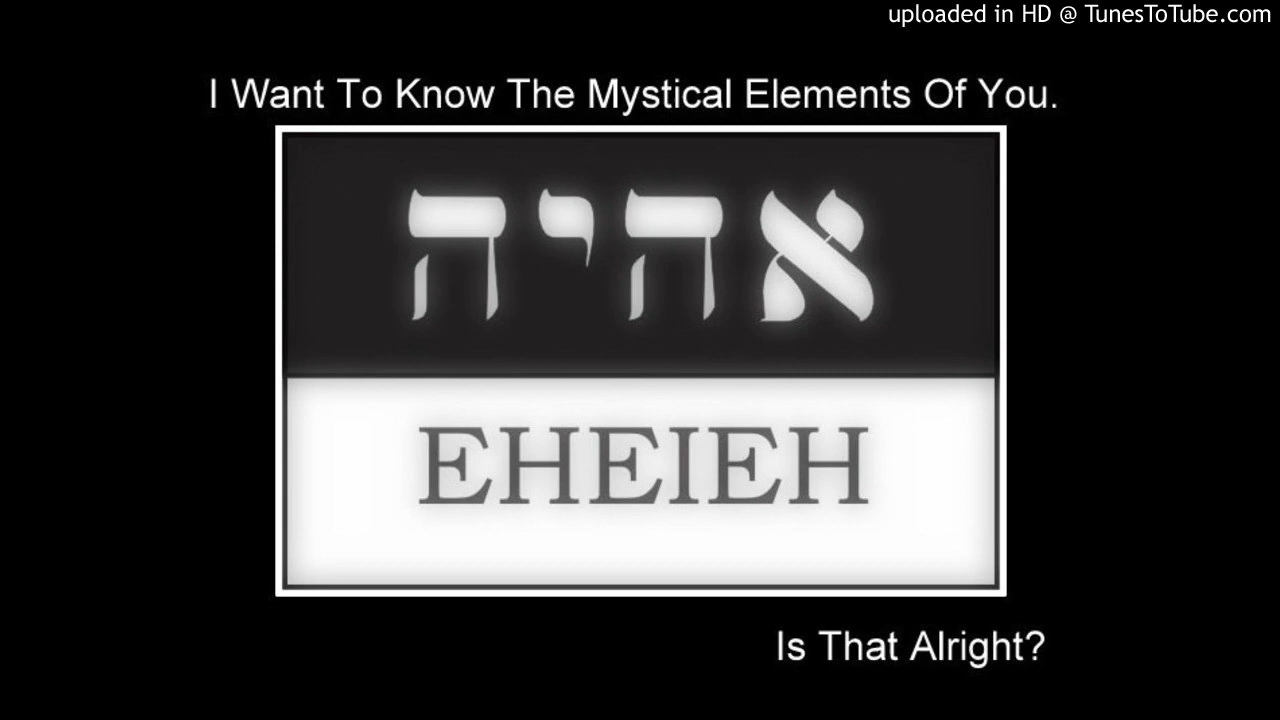 uploaded in HD @ TunesToTube.com
I Want To Know The Mystical Elements Of You.
אהיה
EHEIEH
Is That Alright?